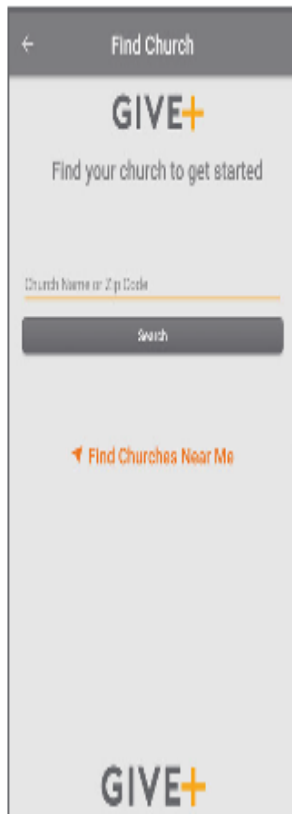 Find Church
GIVE+
Find your church to get started
Church Name or Zip Code
Search
Find Churches Near Me
GIVE+